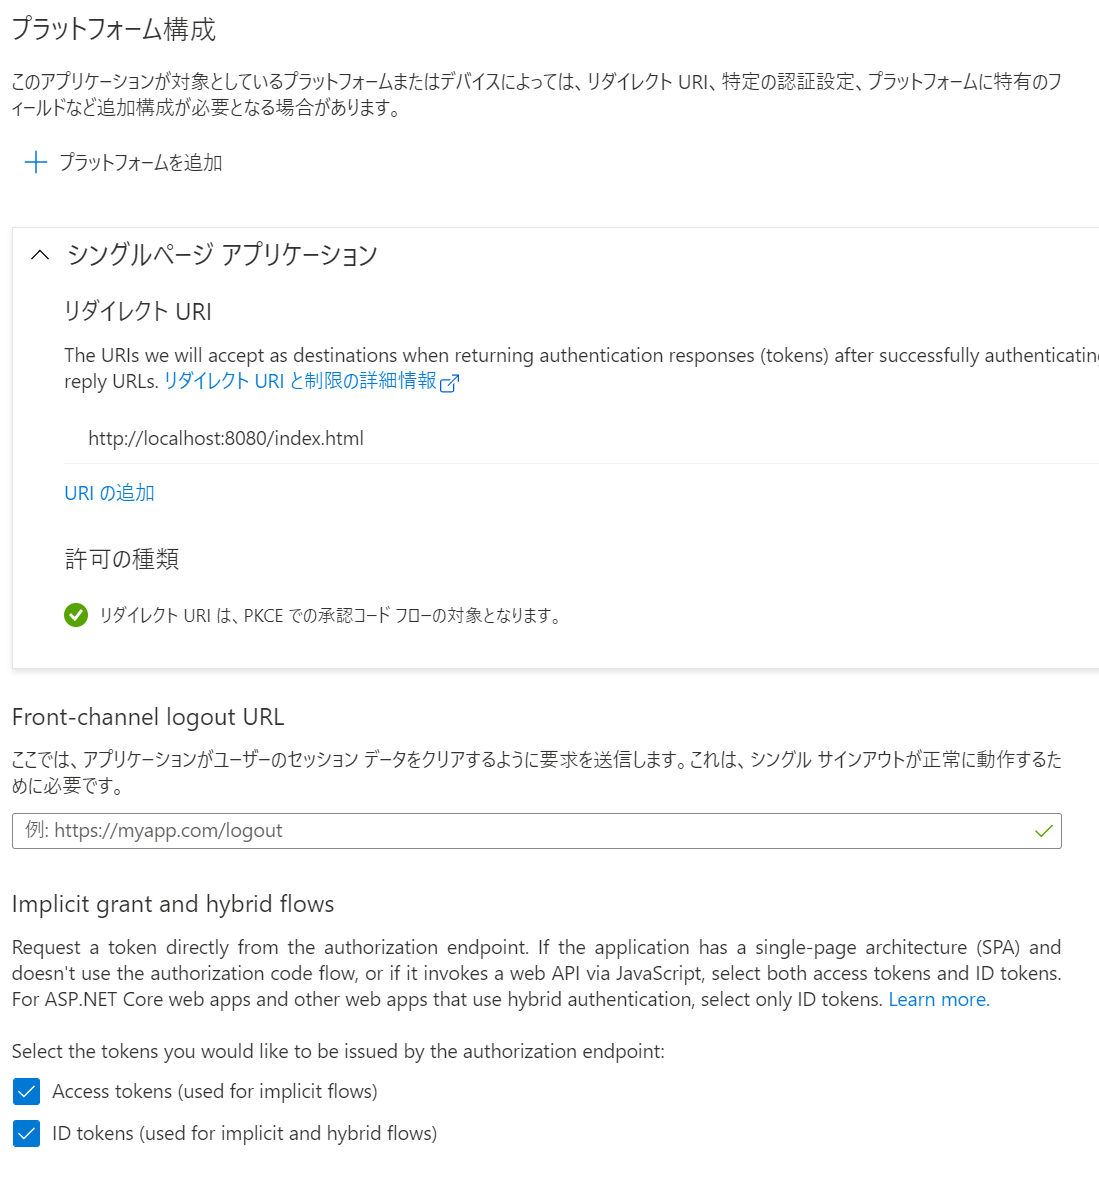 プラットフォーム構成
このアプリケーションが対象としているプラットフォームまたはデバイスによっては、リダイレクト URI、特定の認証設定、プラットフォームに特有のフ
ィールドなど追加構成が必要となる場合があります。
プラットフォームを追加
シングルページ アプリケーション
リダイレクト URI
The URIs we will accept as destinations when returning authentication responses (tokens) after successfully authenticating
reply URLs. リダイレクト URI と制限の詳細情報
http://localhost:8080/index.html
URI の追加
許可の種類
リダイレクト URI は、PKCE での承認コード フローの対象となります。
Front-channel logout URL
ここでは、アプリケーションがユーザーのセッション データをクリアするように要求を送信します。これは、シングル サインアウトが正常に動作するた
めに必要です。
例: https://myapp.com/logout
Implicit grant and hybrid flows
Request a token directly from the authorization endpoint. If the application has a single-page architecture (SPA) and
doesn't use the authorization code flow, or if it invokes a web API via JavaScript, select both access tokens and ID tokens.
For ASP.NET Core web apps and other web apps that use hybrid authentication, select only ID tokens. Learn more.
Select the tokens you would like to be issued by the authorization endpoint:
Access tokens (used for implicit flows)
ID tokens (used for implicit and hybrid flows)